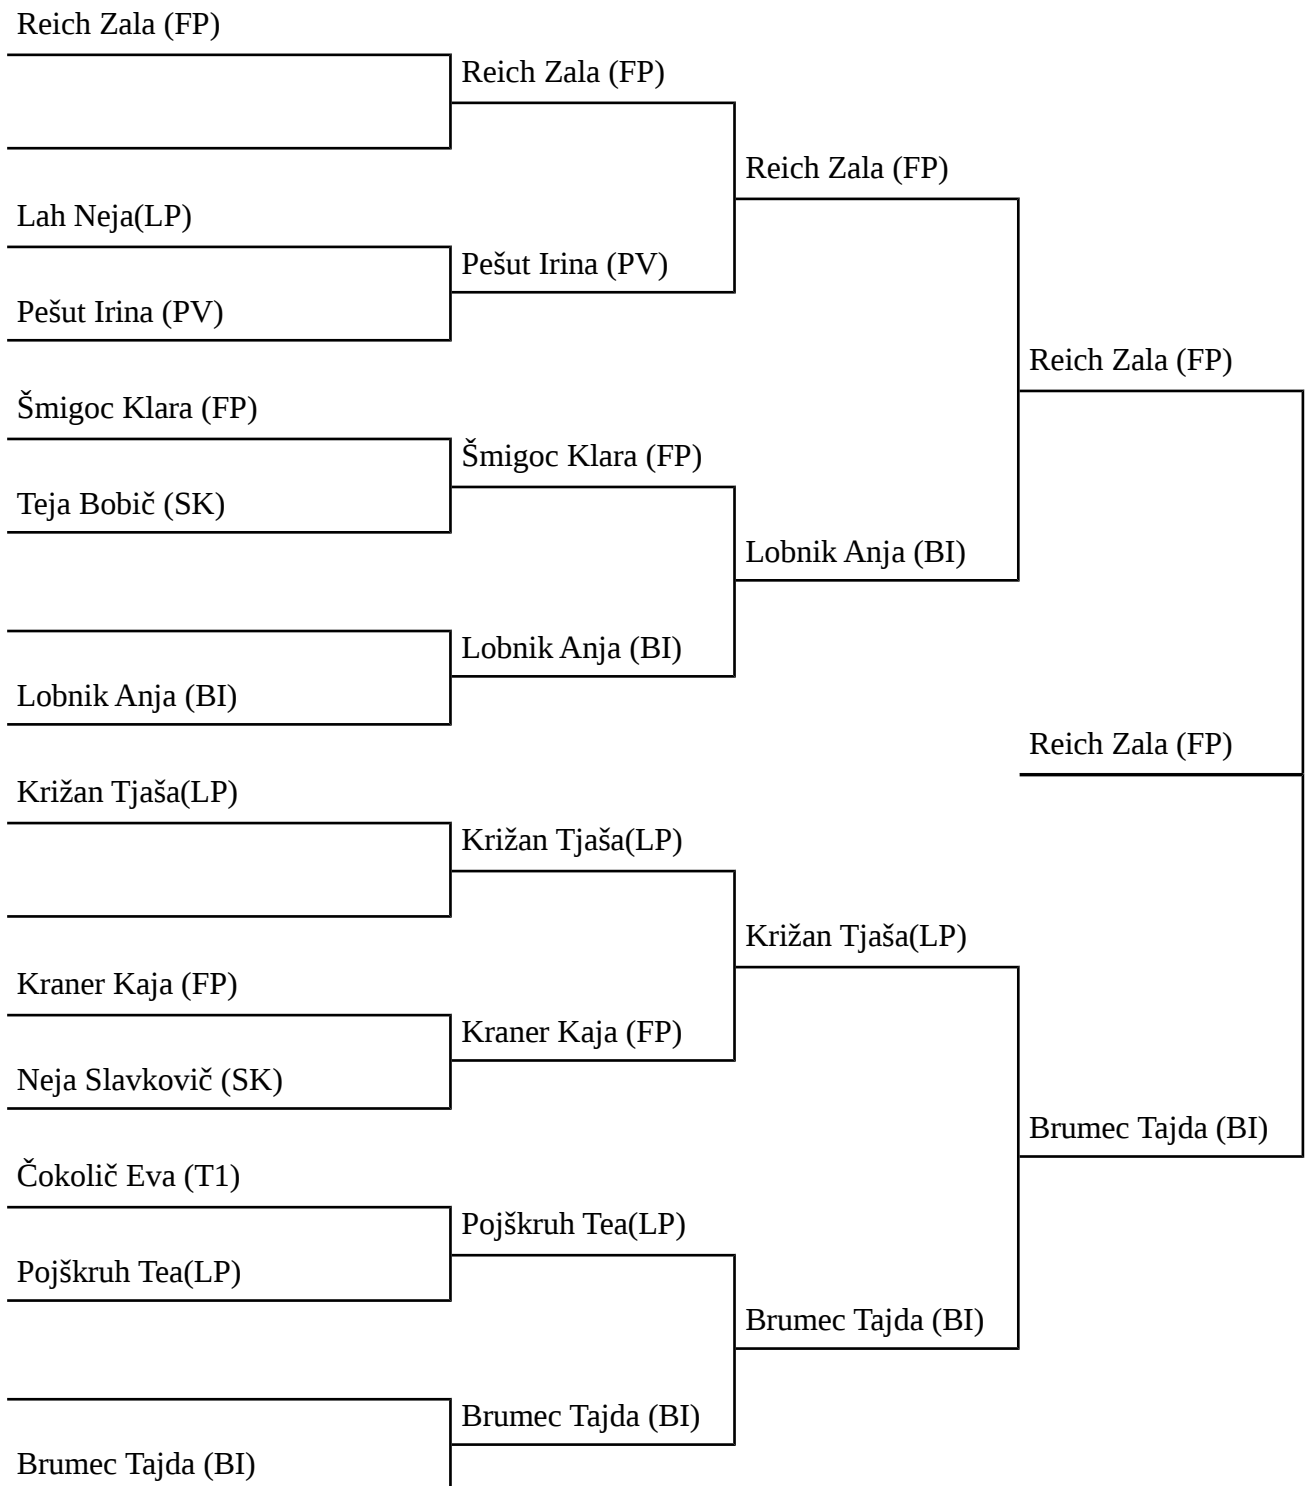 Reich Zala (FP)
Reich Zala (FP)
Reich Zala (FP)
Lah Neja(LP)
Pešut Irina (PV)
Pešut Irina (PV)
Reich Zala (FP)
Šmigoc Klara (FP)
Šmigoc Klara (FP)
Teja Bobič (SK)
Lobnik Anja (BI)
Lobnik Anja (BI)
Lobnik Anja (BI)
Reich Zala (FP)
Križan Tjaša(LP)
Križan Tjaša(LP)
Križan Tjaša(LP)
Kraner Kaja (FP)
Kraner Kaja (FP)
Neja Slavkovič (SK)
Brumec Tajda (BI)
Čokolič Eva (T1)
Pojškruh Tea(LP)
Pojškruh Tea(LP)
Brumec Tajda (BI)
Brumec Tajda (BI)
Brumec Tajda (BI)